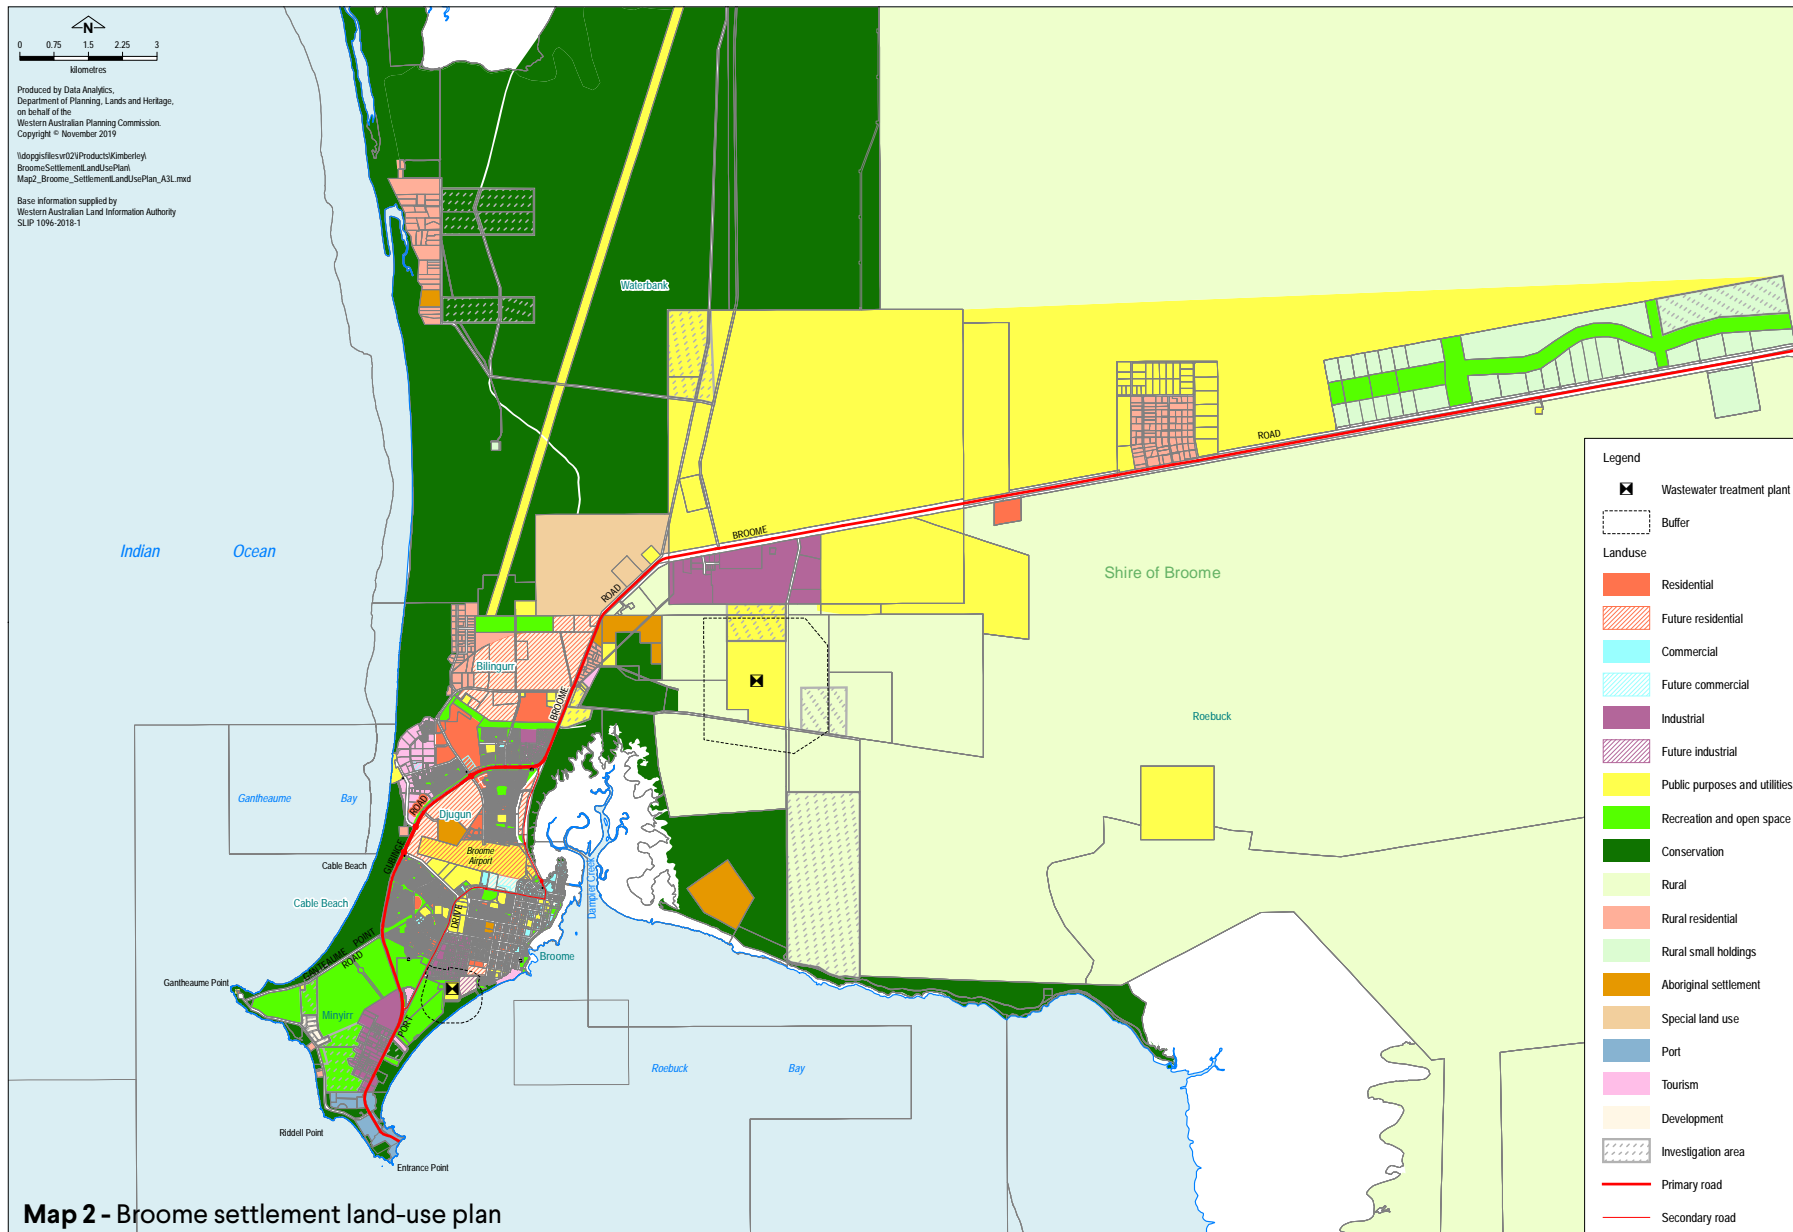 N
0 0.75 1.5 2.25 3
kilometres
Produced by Data Analytics,
Department of Planning, Lands and Heritage,
on behalf of the
Western Australian Planning Commission.
Copyright © November 2019
\\dopgisfilesvr02\iProducts\Kimberley\
BroomeSettlementLandUsePlan\
Map2_Broome_SettlementLandUsePlan_A3L.mxd
Base information supplied by
Western Australian Land Information Authority
SLIP 1096-2018-1
Waterbank
ROAD
BROOME
Indian Ocean
ROAD
Shire of Broome
Bilingurr
BROOME
Roebuck
Gantheaume Bay
ROAD
GUBINGE
Djugun
Broome
Airport
Cable Beach
Cable Beach
DRIVE
Dampier Creek
Broome
GANTEAUME POINT
ROAD
Gantheaume Point
Minyirr
PORT
Roebuck Bay
Riddell Point
Entrance Point
Legend
Wastewater treatment plant
Buffer
Landuse
Residential
Future residential
Commercial
Future commercial
Industrial
Future industrial
Public purposes and utilities
Recreation and open space
Conservation
Rural
Rural residential
Rural small holdings
Aboriginal settlement
Special land use
Port
Tourism
Development
Investigation area
Primary road
Secondary road
Map 2 - Broome settlement land-use plan